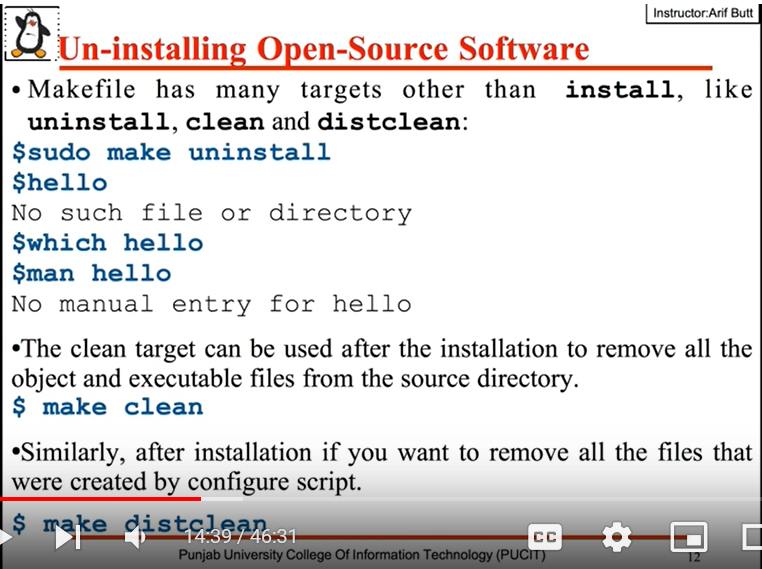 Instructor:Arif Butt
Un-installing Open-Source Software
• Makefile has many targets other than install, like
uninstall, clean and distclean:
$sudo make uninstall
$hello
No such file or directory
$which hello
$man hello
No manual entry for hello
•The clean target can be used after the installation to remove all the
object and executable files from the source directory.
$ make clean
•Similarly, after installation if you want to remove all the files that
were created by configure script.
$ make distclean
14:39 / 46:31
CC
Punjab University College Of Information Technology (PUCIT)
12